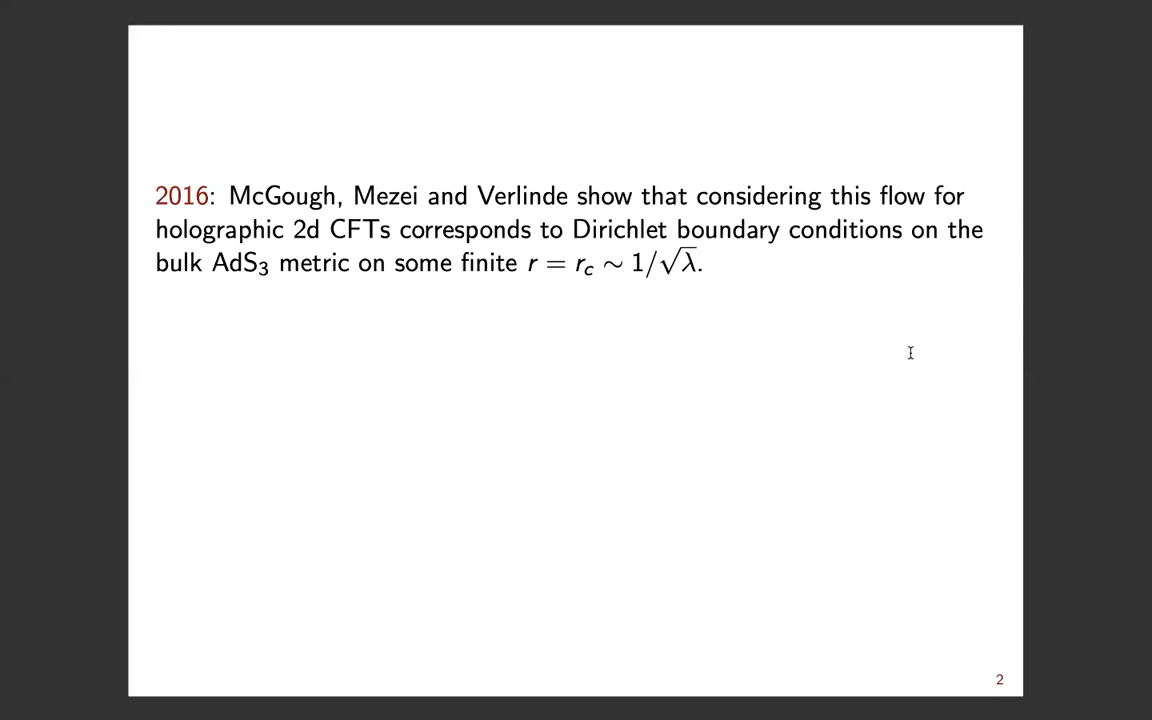 2016: McGough, Mezei and Verlinde show that considering this flow for
holographic 2d CFTs corresponds to Dirichlet boundary conditions on the
bulk AdS₃ metric on some finite r = r_c ∼ 1/√λ.
2